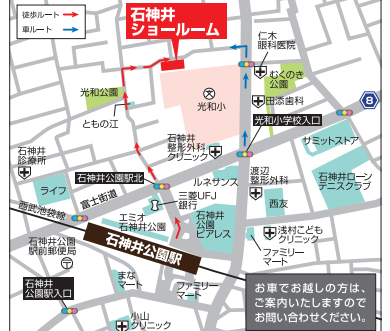 徒歩ルート
車ルート
石神井
ショールーム
仁木
眼科医院
むくのき
公園
光和公園
光和小
田添歯科
8
ともの江
光和小学校入口
石神井
整形外科
クリニック
サミットストア
石神井
診療所
石神井公園駅北
ルネサンス
渡辺
整形外科
石神井ローン
テニスクラブ
ライフ
富士街道
三菱UFJ
銀行
西友
西武池袋線
エミオ
石神井公園
石神井
公園
ピアレス
浅村こども
クリニック
石神井公園駅
石神井公園
駅前郵便局
ファミリー
マート
まな
マート
ファミリー
マート
石神井
公園駅入口
小山
クリニック
お車でお越しの方は、
ご案内いたしますので
お問い合わせください。